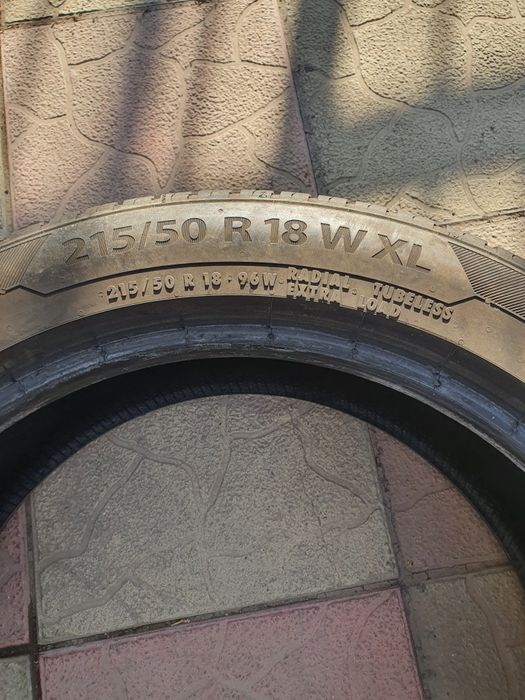 215/50 R 18 W XL
215/50 R 18 · 96W · RADIAL · TUBELESS
EXTRA LOAD